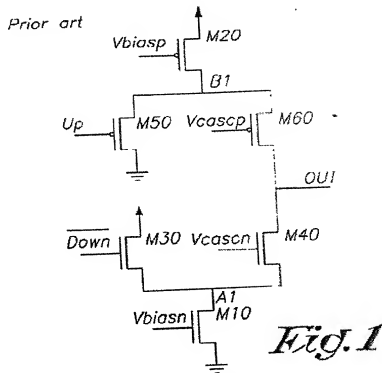 Prior art
M20
Vbiasp
B1
Up
M50
Vcascp
M60
OUT
Down
M30
Vcascn
M40
A1
Vbiasn
M10
Fig.1